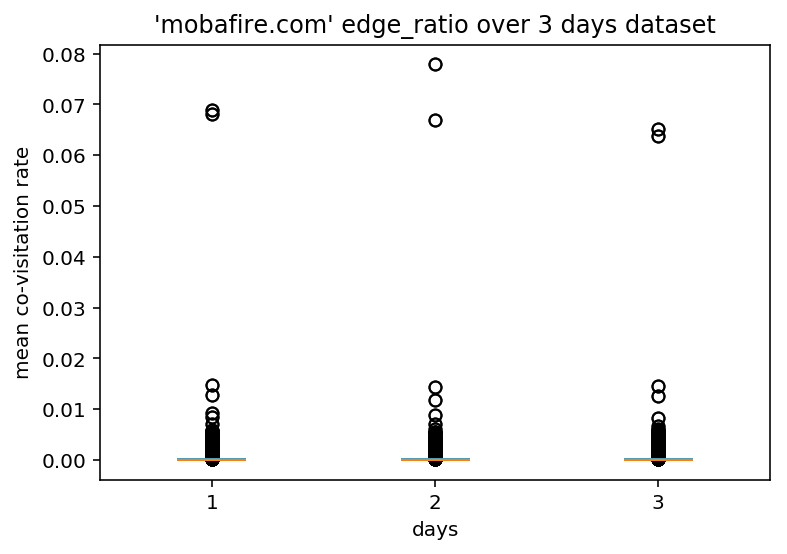 'mobafire.com' edge_ratio over 3 days dataset
mean co-visitation rate
0.08
0.07
0.06
0.05
0.04
0.03
0.02
0.01
0.00
1 2 3
days